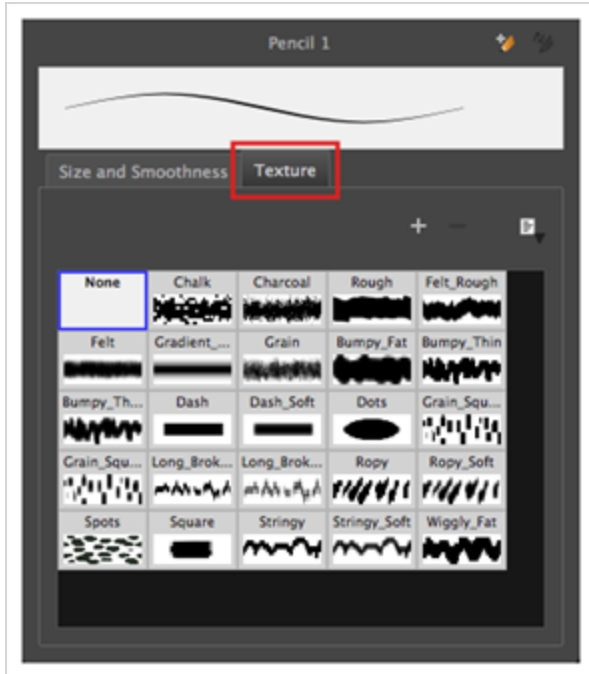 Pencil 1
Size and Smoothness Texture
None Chalk Charcoal Rough Felt_Rough
Felt Gradient_... Grain Bumpy_Fat Bumpy_Thin
Bumpy_Th... Dash Dash_Soft Dots Grain_Squ...
Grain_Squ... Long_Brok... Long_Brok... Ropy Ropy_Soft
Spots Square Stringy Stringy_Soft Wiggly_Fat